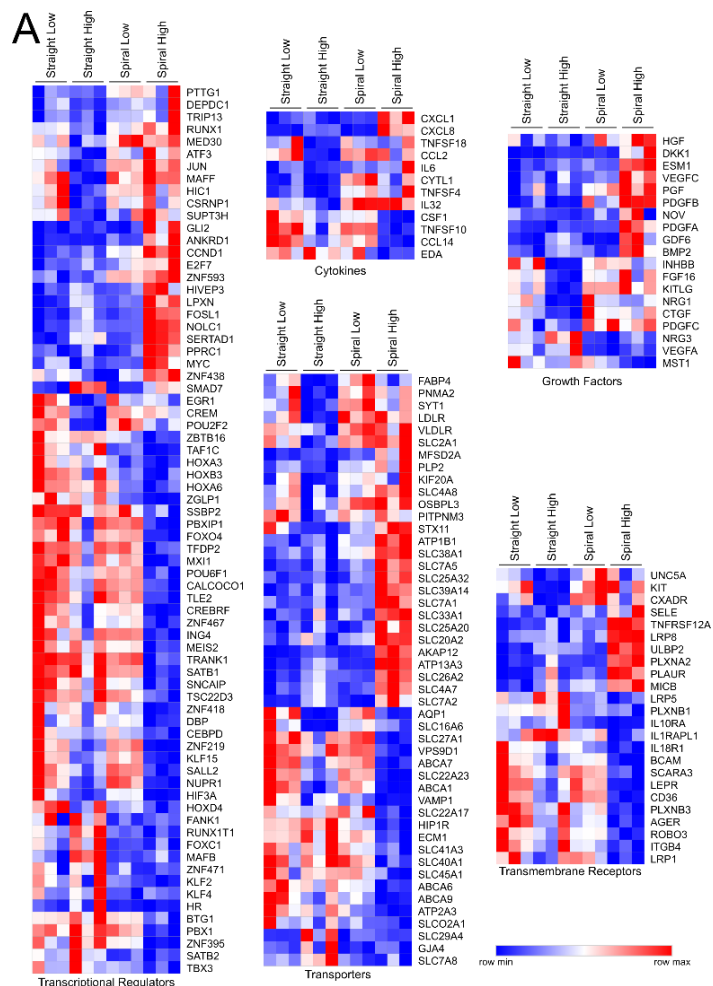 A
Straight Low
Straight High
Spiral Low
Spiral High
PTTG1
DEPDC1
TRIP13
RUNX1
MED30
ATF3
JUN
MAFF
HIC1
CSRNP1
SUPT3H
GLI2
ANKRD1
CCND1
E2F7
ZNF593
HIVEP3
LPXN
FOSL1
NOLC1
SERTAD1
PPRC1
MYC
ZNF438
SMAD7
EGR1
CREM
POU2F2
ZBTB16
TAF1C
HOXA3
HOXB3
HOXA6
ZGLP1
SSBP2
PBXIP1
FOXO4
TFDP2
MXI1
POU6F1
CALCOCO1
TLE2
CREBRF
ZNF467
ING4
MEIS2
TRANK1
SATB1
SNCAIP
TSC22D3
ZNF418
DBP
CEBPD
ZNF219
KLF15
SALL2
NUPR1
HIF3A
HOXD4
FANK1
RUNX1T1
FOXC1
MAFB
ZNF471
KLF2
KLF4
HR
BTG1
PBX1
ZNF395
SATB2
TBX3
Transcriptional Regulators
Straight Low
Straight High
Spiral Low
Spiral High
CXCL1
CXCL8
TNFSF18
CCL2
IL6
CYTL1
TNFSF4
IL32
CSF1
TNFSF10
CCL14
EDA
Cytokines
Straight Low
Straight High
Spiral Low
Spiral High
FABP4
PNMA2
SYT1
LDLR
VLDLR
SLC2A1
MFSD2A
PLP2
KIF20A
SLC4A8
OSBPL3
PITPNM3
STX11
ATP1B1
SLC38A1
SLC7A5
SLC25A32
SLC39A14
SLC7A1
SLC33A1
SLC25A20
SLC20A2
AKAP12
ATP13A3
SLC26A2
SLC4A7
SLC7A2
AQP1
SLC16A6
SLC27A1
VPS9D1
ABCA7
SLC22A23
ABCA1
VAMP1
SLC22A17
HIP1R
ECM1
SLC41A3
SLC40A1
SLC45A1
ABCA6
ABCA9
ATP2A3
SLCO2A1
SLC29A4
GJA4
SLC7A8
Transporters
Straight Low
Straight High
Spiral Low
Spiral High
HGF
DKK1
ESM1
VEGFC
PGF
PDGFB
NOV
PDGFA
GDF6
BMP2
INHBB
FGF16
KITLG
NRG1
CTGF
PDGFC
NRG3
VEGFA
MST1
Growth Factors
Straight Low
Straight High
Spiral Low
Spiral High
UNC5A
KIT
CXADR
SELE
TNFRSF12A
LRP8
ULBP2
PLXNA2
PLAUR
MICB
LRP5
PLXNB1
IL10RA
IL1RAPL1
IL18R1
BCAM
SCARA3
LEPR
CD36
PLXNB3
AGER
ROBO3
ITGB4
LRP1
Transmembrane Receptors
row min
row max